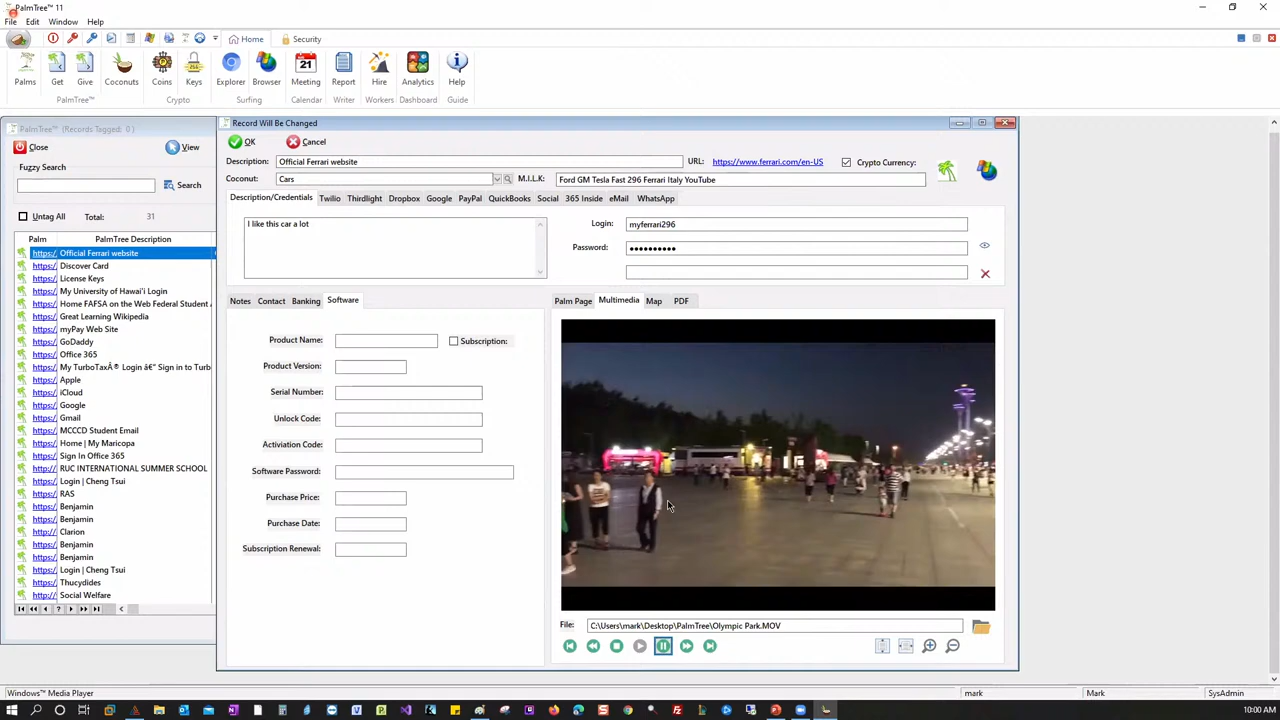 PalmTree™ 11
File Edit Window Help
Home Security
Palms Get Give Coconuts Coins Keys Explorer Browser Meeting Report Hire Analytics Help
PalmTree™ Crypto Surfing Calendar Writer Workers Dashboard Guide
PalmTree™ (Records Tagged: 0 )
Close View
Fuzzy Search
Search
Untag All Total: 31
Palm PalmTree Description
https:/ Official Ferrari website
https:/ Discover Card
https:/ License Keys
https:/ My University of Hawai'i Login
https:/ Home FAFSA on the Web Federal Student A
https:/ Great Learning Wikipedia
https:/ myPay Web Site
https:/ GoDaddy
https:/ Office 365
https:/ My TurboTaxÂ® Login â€" Sign in to Turbo
https:/ Apple
https:/ iCloud
https:/ Google
https:/ Gmail
https:/ MCCCD Student Email
https:/ Home | My Maricopa
https:/ Sign In Office 365
http:// RUC INTERNATIONAL SUMMER SCHOOL
https:/ Login | Cheng Tsui
https:/ RAS
https:/ Benjamin
https:/ Benjamin
http:// Clarion
https:/ Benjamin
https:/ Benjamin
https:/ Login | Cheng Tsui
https:/ Thucydides
http:// Social Welfare
Record Will Be Changed
OK Cancel
Description: Official Ferrari website URL: https://www.ferrari.com/en-US Crypto Currency:
Coconut: Cars M.I.L.K: Ford GM Tesla Fast 296 Ferrari Italy YouTube
Description/Credentials Twilio Thirdlight Dropbox Google PayPal QuickBooks Social 365 Inside eMail WhatsApp
I like this car a lot
Login: myferrari296
Password: ●●●●●●●●●●
Notes Contact Banking Software
Product Name: Subscription:
Product Version:
Serial Number:
Unlock Code:
Activiation Code:
Software Password:
Purchase Price:
Purchase Date:
Subscription Renewal:
Palm Page Multimedia Map PDF
File: C:\Users\mark\Desktop\PalmTree\Olympic Park.MOV
Windows™ Media Player mark Mark SysAdmin
10:00 AM